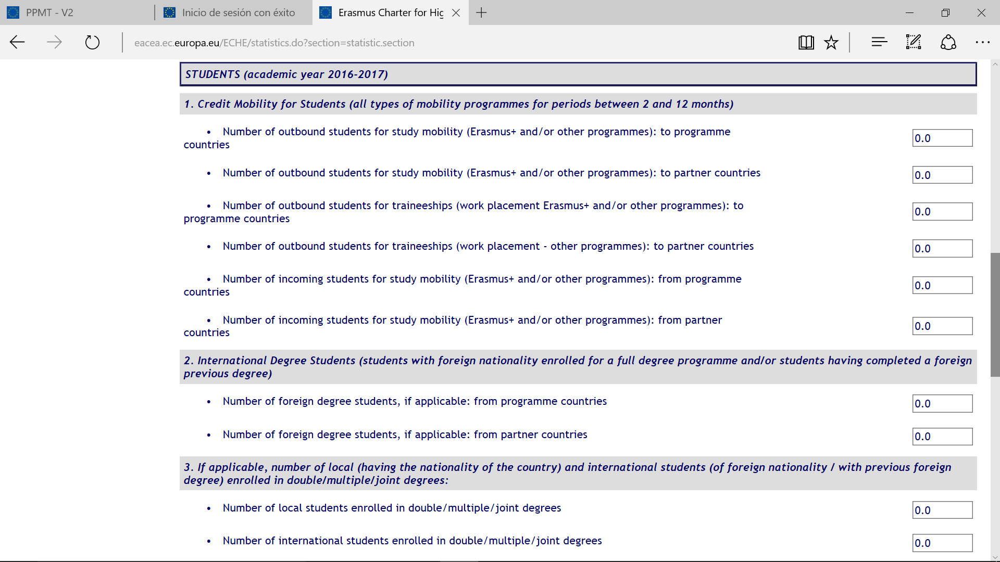 PPMT - V2
Inicio de sesión con éxito
Erasmus Charter for Hig
eacea.ec.europa.eu/ECHE/statistics.do?section=statistic.section
STUDENTS (academic year 2016-2017)
1. Credit Mobility for Students (all types of mobility programmes for periods between 2 and 12 months)
• Number of outbound students for study mobility (Erasmus+ and/or other programmes): to programme
countries
0.0
• Number of outbound students for study mobility (Erasmus+ and/or other programmes): to partner countries
0.0
• Number of outbound students for traineeships (work placement Erasmus+ and/or other programmes): to
programme countries
0.0
• Number of outbound students for traineeships (work placement - other programmes): to partner countries
0.0
• Number of incoming students for study mobility (Erasmus+ and/or other programmes): from programme
countries
0.0
• Number of incoming students for study mobility (Erasmus+ and/or other programmes): from partner
countries
0.0
2. International Degree Students (students with foreign nationality enrolled for a full degree programme and/or students having completed a foreign
previous degree)
• Number of foreign degree students, if applicable: from programme countries
0.0
• Number of foreign degree students, if applicable: from partner countries
0.0
3. If applicable, number of local (having the nationality of the country) and international students (of foreign nationality / with previous foreign
degree) enrolled in double/multiple/joint degrees:
• Number of local students enrolled in double/multiple/joint degrees
0.0
• Number of international students enrolled in double/multiple/joint degrees
0.0